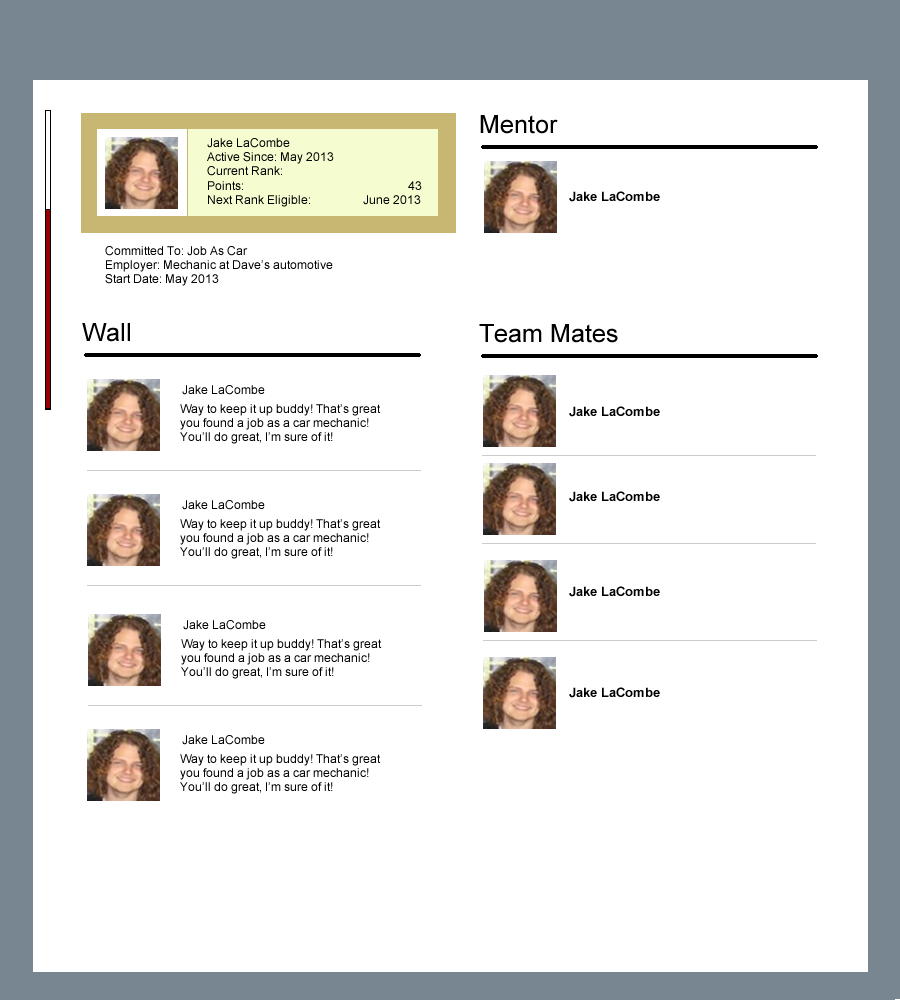 Jake LaCombe
Active Since: May 2013
Current Rank:
Points: 43
Next Rank Eligible: June 2013
Committed To: Job As Car
Employer: Mechanic at Dave's automotive
Start Date: May 2013
Mentor
Jake LaCombe
Wall
Jake LaCombe
Way to keep it up buddy! That's great
you found a job as a car mechanic!
You'll do great, I'm sure of it!
Jake LaCombe
Way to keep it up buddy! That's great
you found a job as a car mechanic!
You'll do great, I'm sure of it!
Jake LaCombe
Way to keep it up buddy! That's great
you found a job as a car mechanic!
You'll do great, I'm sure of it!
Jake LaCombe
Way to keep it up buddy! That's great
you found a job as a car mechanic!
You'll do great, I'm sure of it!
Team Mates
Jake LaCombe
Jake LaCombe
Jake LaCombe
Jake LaCombe